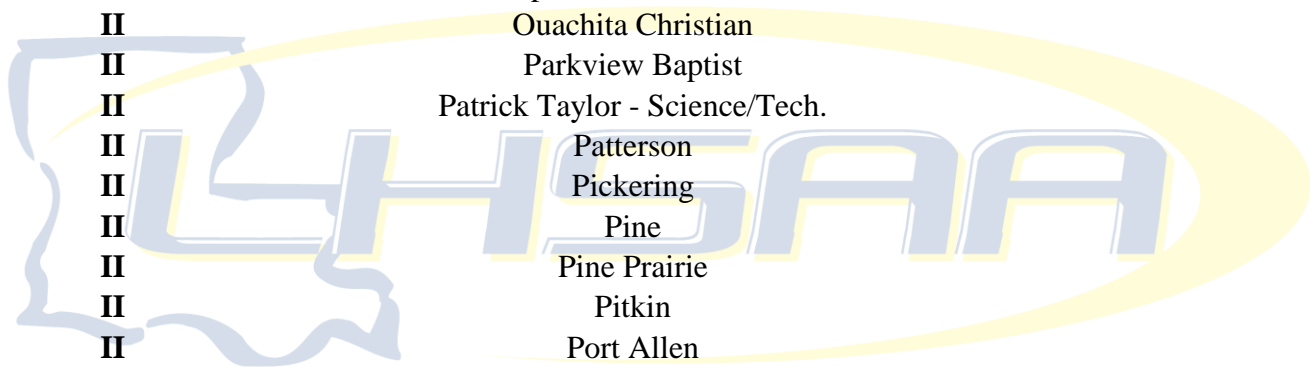 II Ouachita Christian
II Parkview Baptist
II Patrick Taylor - Science/Tech.
II Patterson
II Pickering
II Pine
II Pine Prairie
II Pitkin
II Port Allen
LHSAA